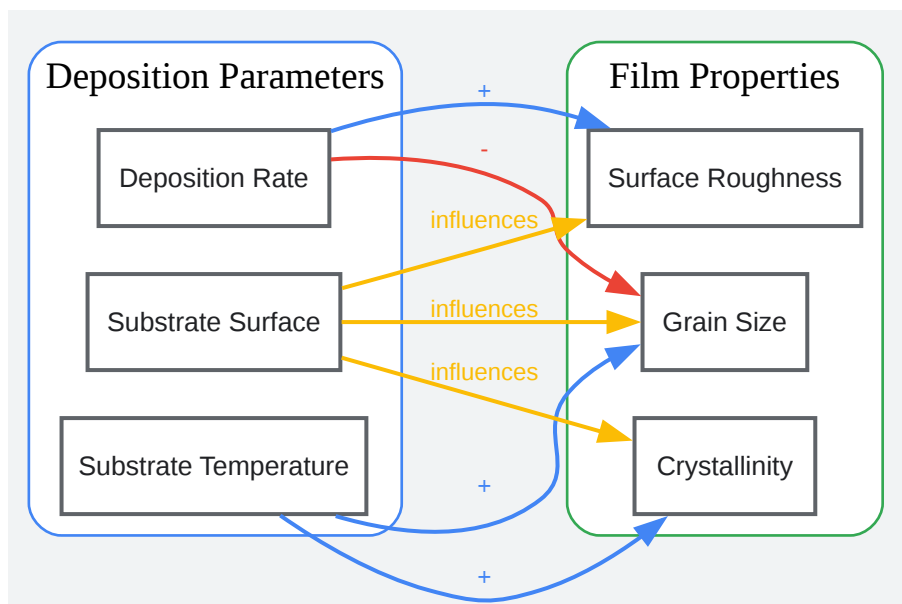 Deposition Parameters
Film Properties
+
Deposition Rate
-
Surface Roughness
influences
Substrate Surface
influences
Grain Size
influences
Substrate Temperature
Crystallinity
+
+